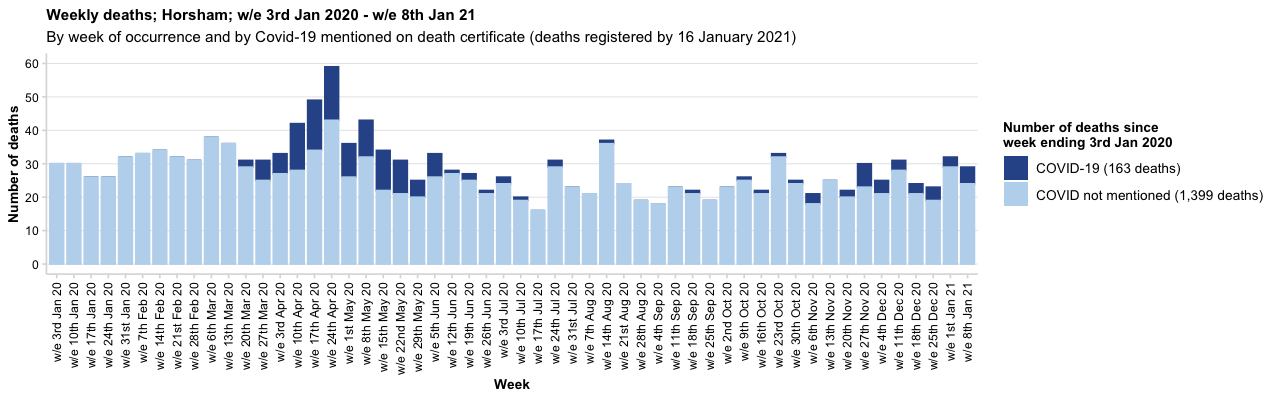 Weekly deaths; Horsham; w/e 3rd Jan 2020 - w/e 8th Jan 21
By week of occurrence and by Covid-19 mentioned on death certificate (deaths registered by 16 January 2021)
Number of deaths
60
50
40
30
20
10
0
w/e 3rd Jan 20
w/e 10th Jan 20
w/e 17th Jan 20
w/e 24th Jan 20
w/e 31st Jan 20
w/e 7th Feb 20
w/e 14th Feb 20
w/e 21st Feb 20
w/e 28th Feb 20
w/e 6th Mar 20
w/e 13th Mar 20
w/e 20th Mar 20
w/e 27th Mar 20
w/e 3rd Apr 20
w/e 10th Apr 20
w/e 17th Apr 20
w/e 24th Apr 20
w/e 1st May 20
w/e 8th May 20
w/e 15th May 20
w/e 22nd May 20
w/e 29th May 20
w/e 5th Jun 20
w/e 12th Jun 20
w/e 19th Jun 20
w/e 26th Jun 20
w/e 3rd Jul 20
w/e 10th Jul 20
w/e 17th Jul 20
w/e 24th Jul 20
w/e 31st Jul 20
w/e 7th Aug 20
w/e 14th Aug 20
w/e 21st Aug 20
w/e 28th Aug 20
w/e 4th Sep 20
w/e 11th Sep 20
w/e 18th Sep 20
w/e 25th Sep 20
w/e 2nd Oct 20
w/e 9th Oct 20
w/e 16th Oct 20
w/e 23rd Oct 20
w/e 30th Oct 20
w/e 6th Nov 20
w/e 13th Nov 20
w/e 20th Nov 20
w/e 27th Nov 20
w/e 4th Dec 20
w/e 11th Dec 20
w/e 18th Dec 20
w/e 25th Dec 20
w/e 1st Jan 21
w/e 8th Jan 21
Week
Number of deaths since
week ending 3rd Jan 2020
COVID-19 (163 deaths)
COVID not mentioned (1,399 deaths)